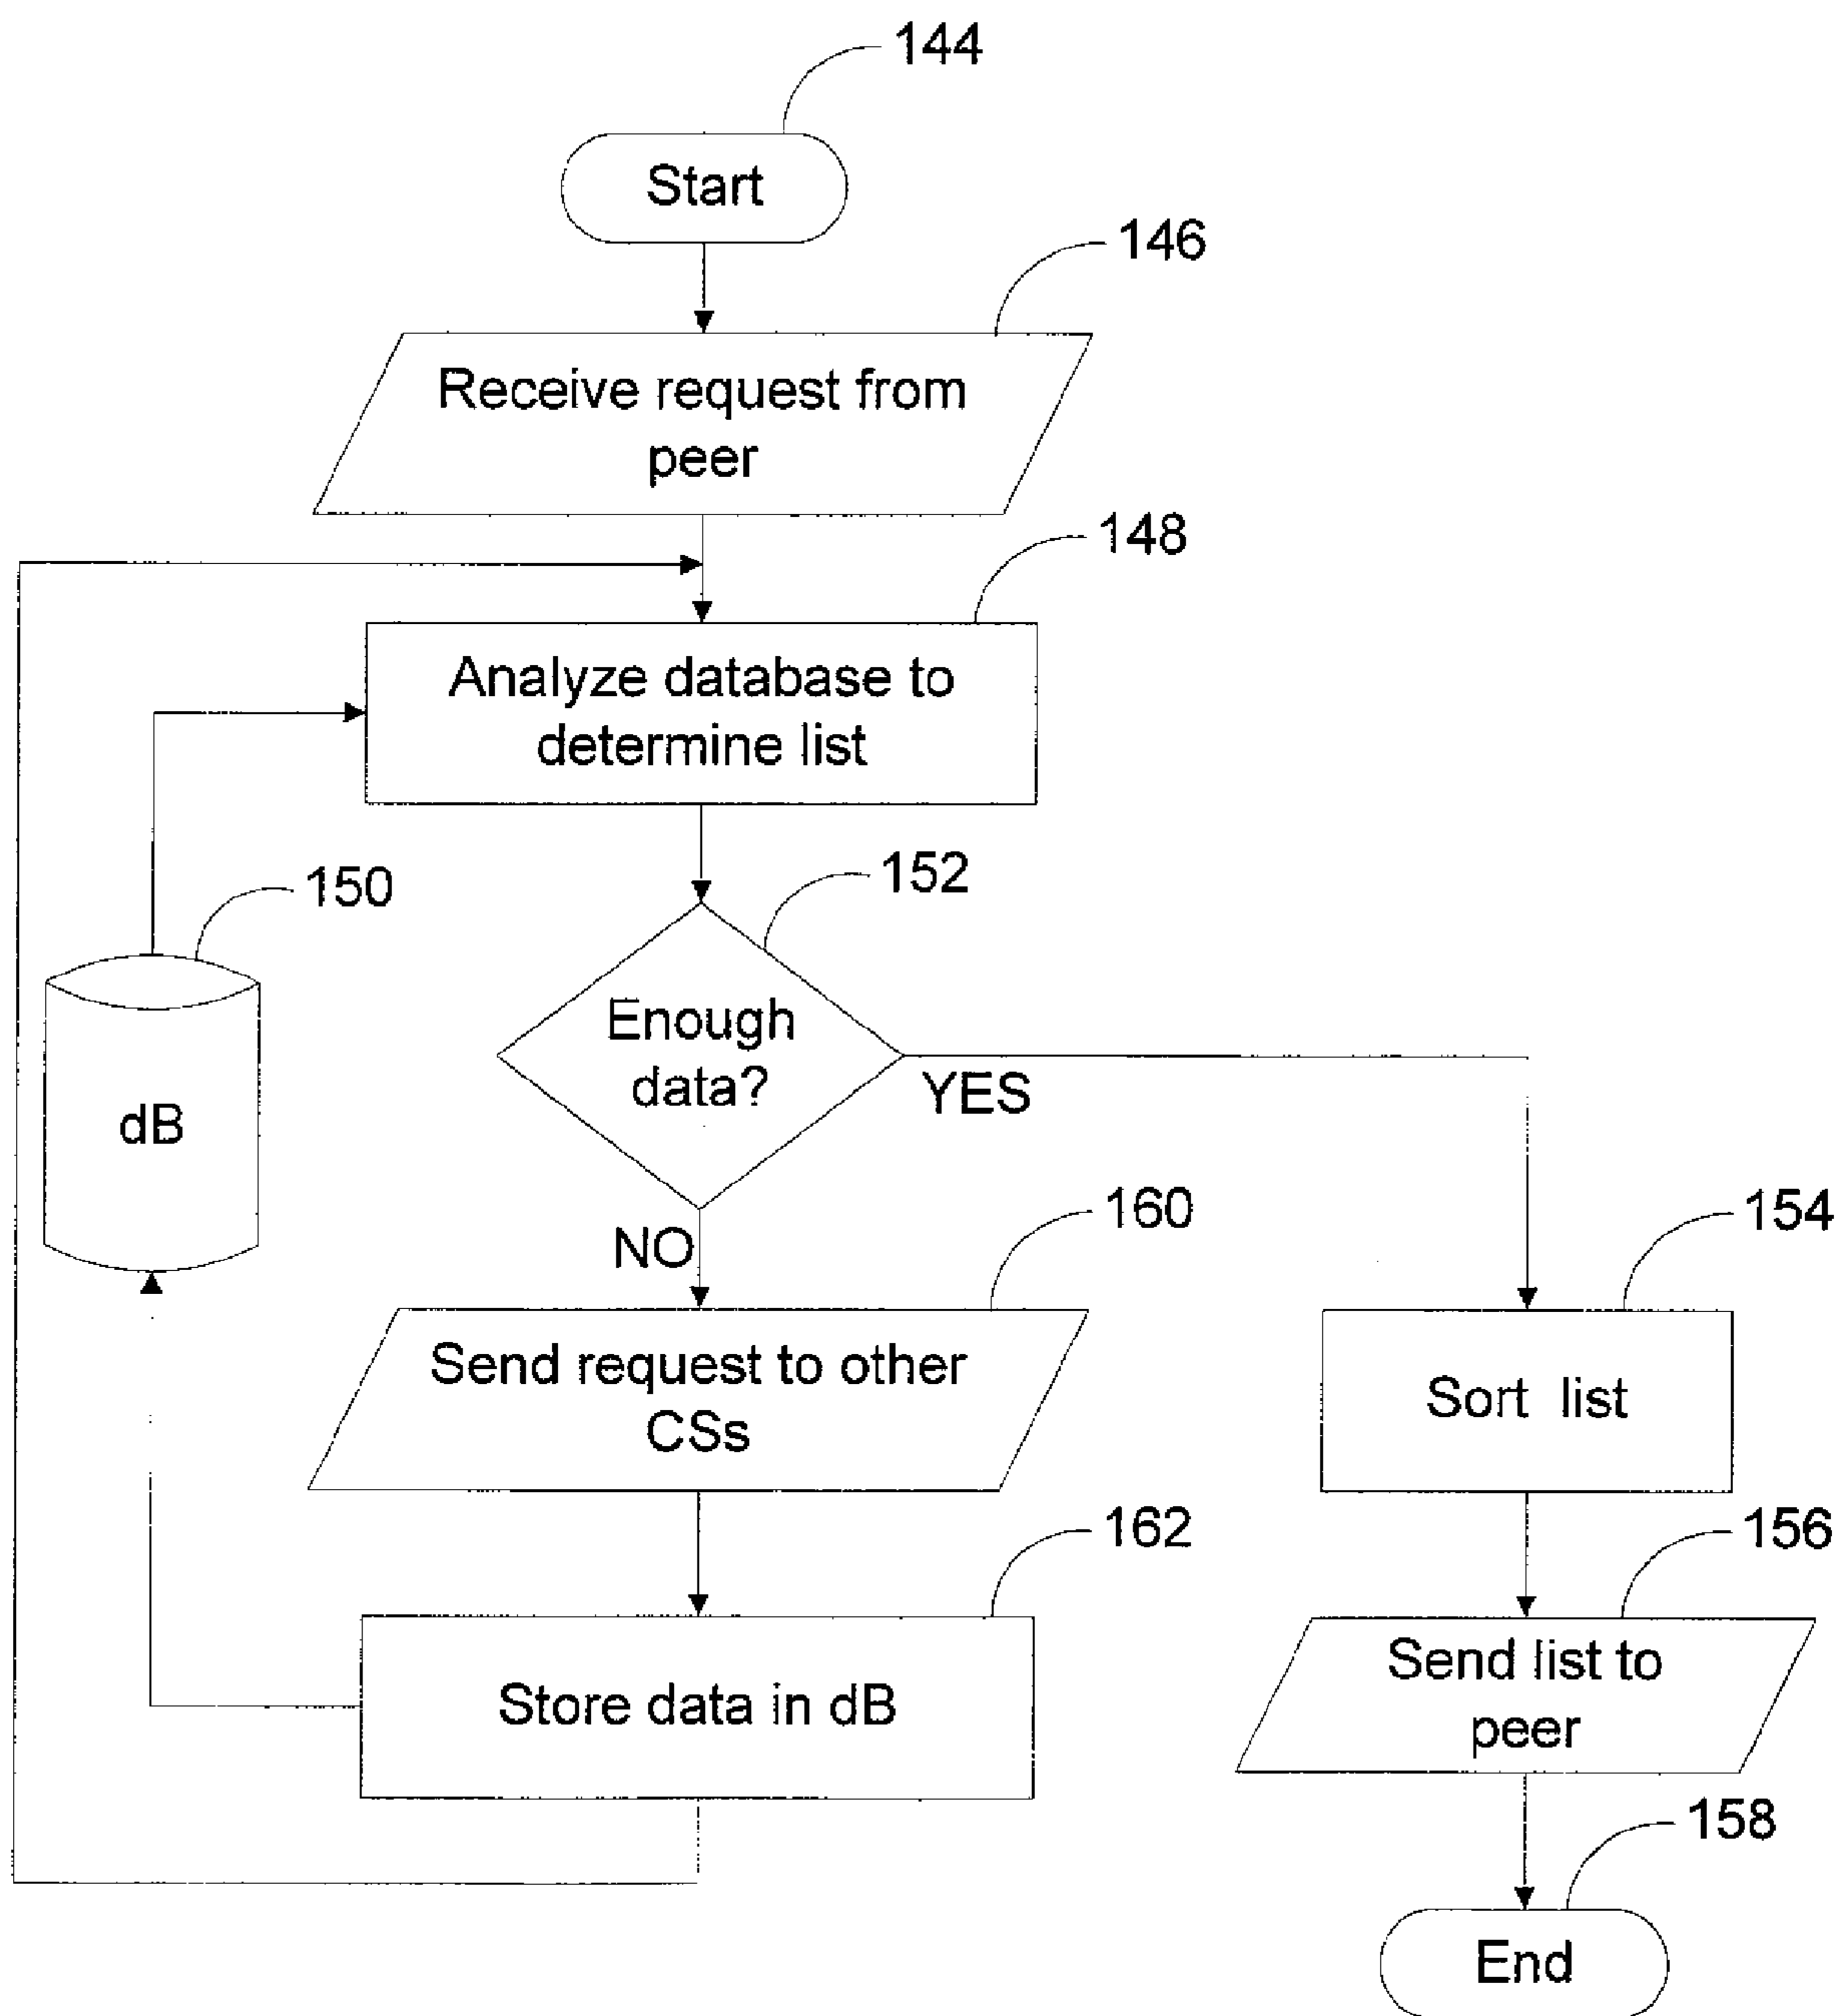 144
Start
146
Receive request from
peer
148
Analyze database to
determine list
150
152
Enough
data?
YES
dB
NO
160
154
Send request to other
CSs
Sort list
162
156
Store data in dB
Send list to
peer
158
End